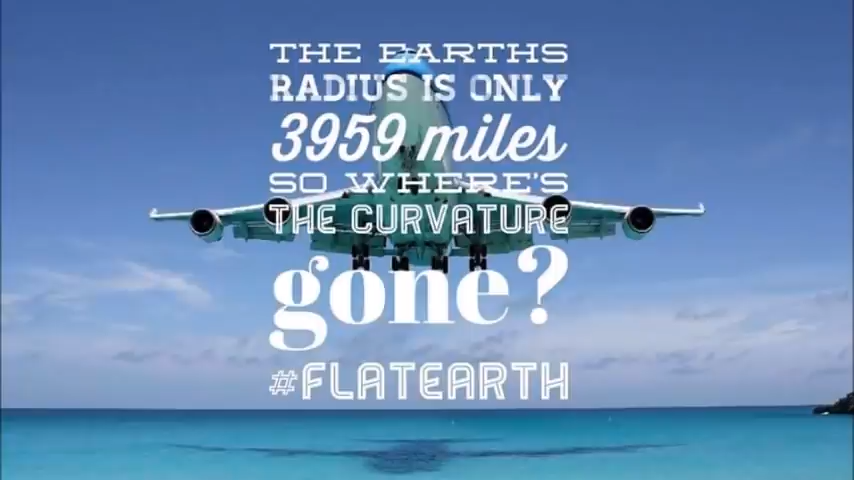 THE EARTHS
RADIUS IS ONLY
3959 miles
SO WHERE'S
THE CURVATURE
gone?
#FLATEARTH